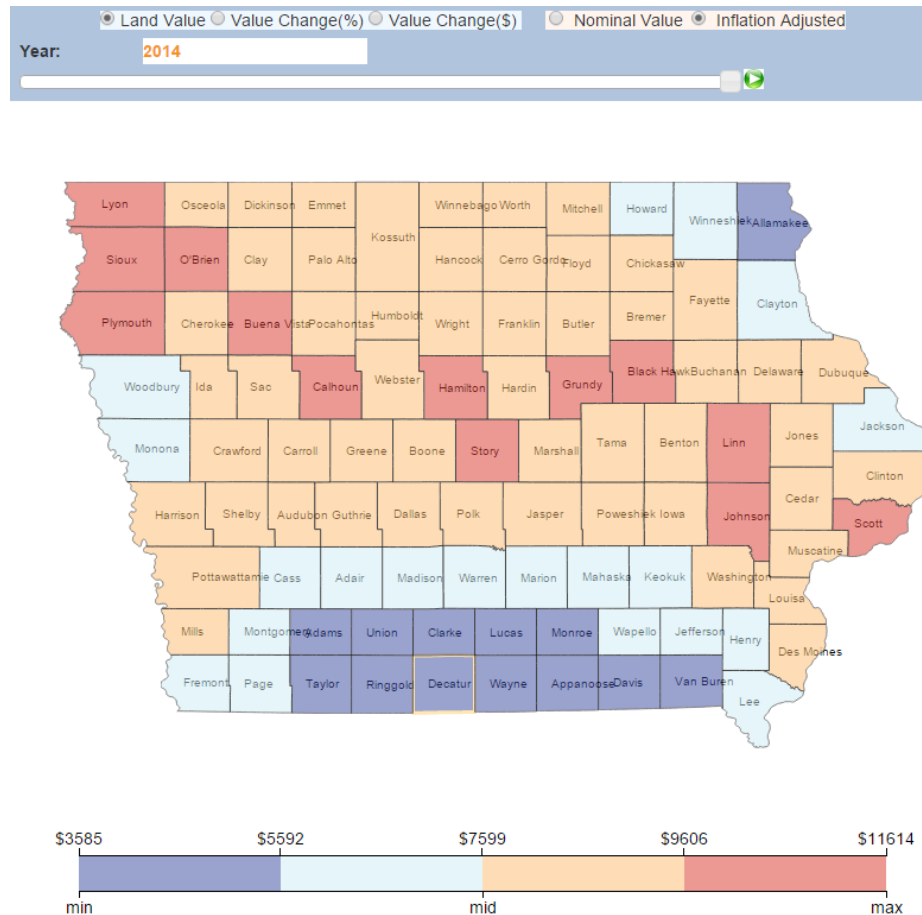 Land Value Value Change(%) Value Change($) Nominal Value Inflation Adjusted
Year: 2014
Lyon Osceola Dickinson Emmet Winnebago Worth Mitchell Howard Winneshiek Allamakee
Kossuth
Sioux O'Brien Clay Palo Alto Hancock Cerro Gordo Floyd Chickasaw
Fayette Clayton
Plymouth Cherokee Buena Vista Pocahontas Humboldt Wright Franklin Butler Bremer
Woodbury Ida Sac Calhoun Webster Hamilton Hardin Grundy Black Hawk Buchanan Delaware Dubuque
Monona Crawford Carroll Greene Boone Story Marshall Tama Benton Linn Jones Jackson
Clinton
Harrison Shelby Audubon Guthrie Dallas Polk Jasper Poweshiek Iowa Johnson Cedar Scott
Muscatine
Pottawattamie Cass Adair Madison Warren Marion Mahaska Keokuk Washington
Louisa
Mills Montgomery Adams Union Clarke Lucas Monroe Wapello Jefferson Henry Des Moines
Fremont Page Taylor Ringgold Decatur Wayne Appanoose Davis Van Buren
Lee
$3585 $5592 $7599 $9606 $11614
min mid max